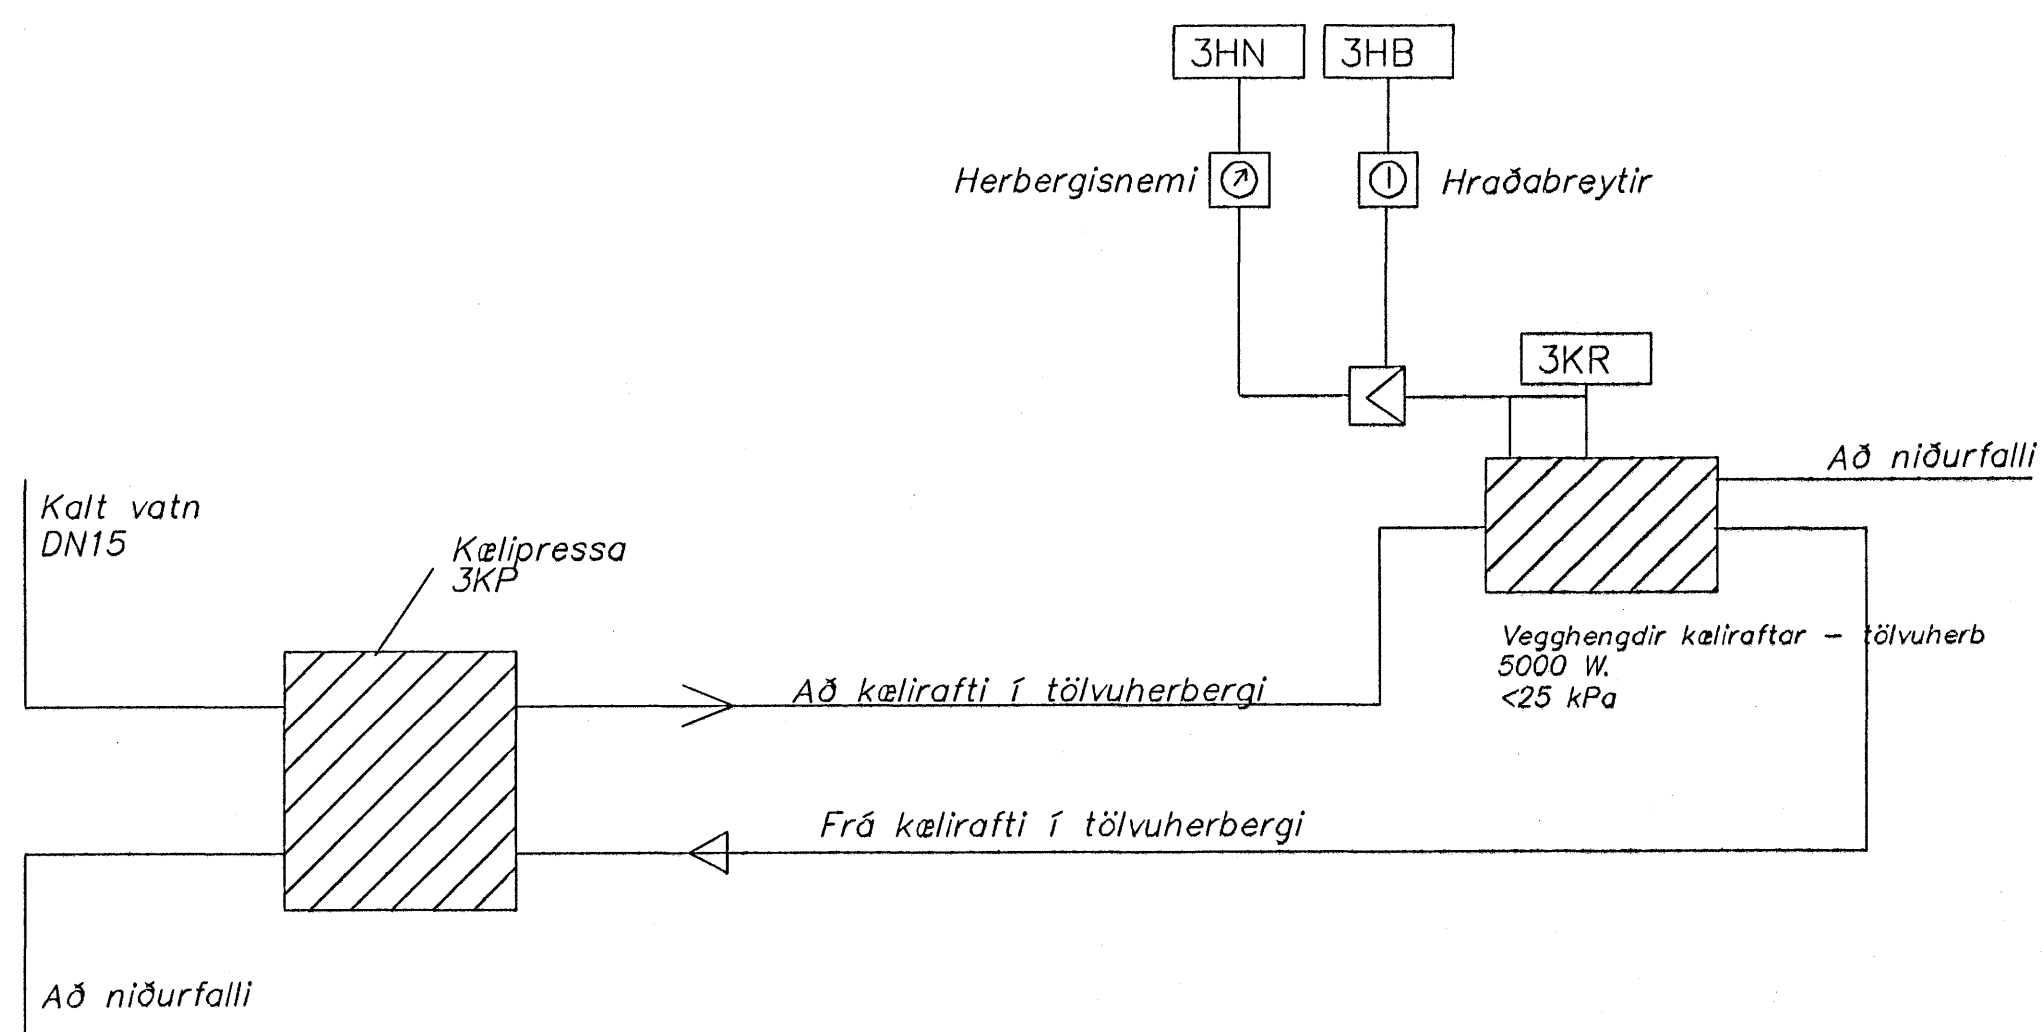 3HN
3HB
Herbergisnemi
Hraðabreytir
3KR
Að niðurfalli
Kalt vatn
DN15
Kælipressa
3KP
Vegghengdir kæliraftar – tölvuherb
5000 W.
<25 kPa
Að kælirafti í tölvuherbergi
Frá kælirafti í tölvuherbergi
Að niðurfalli